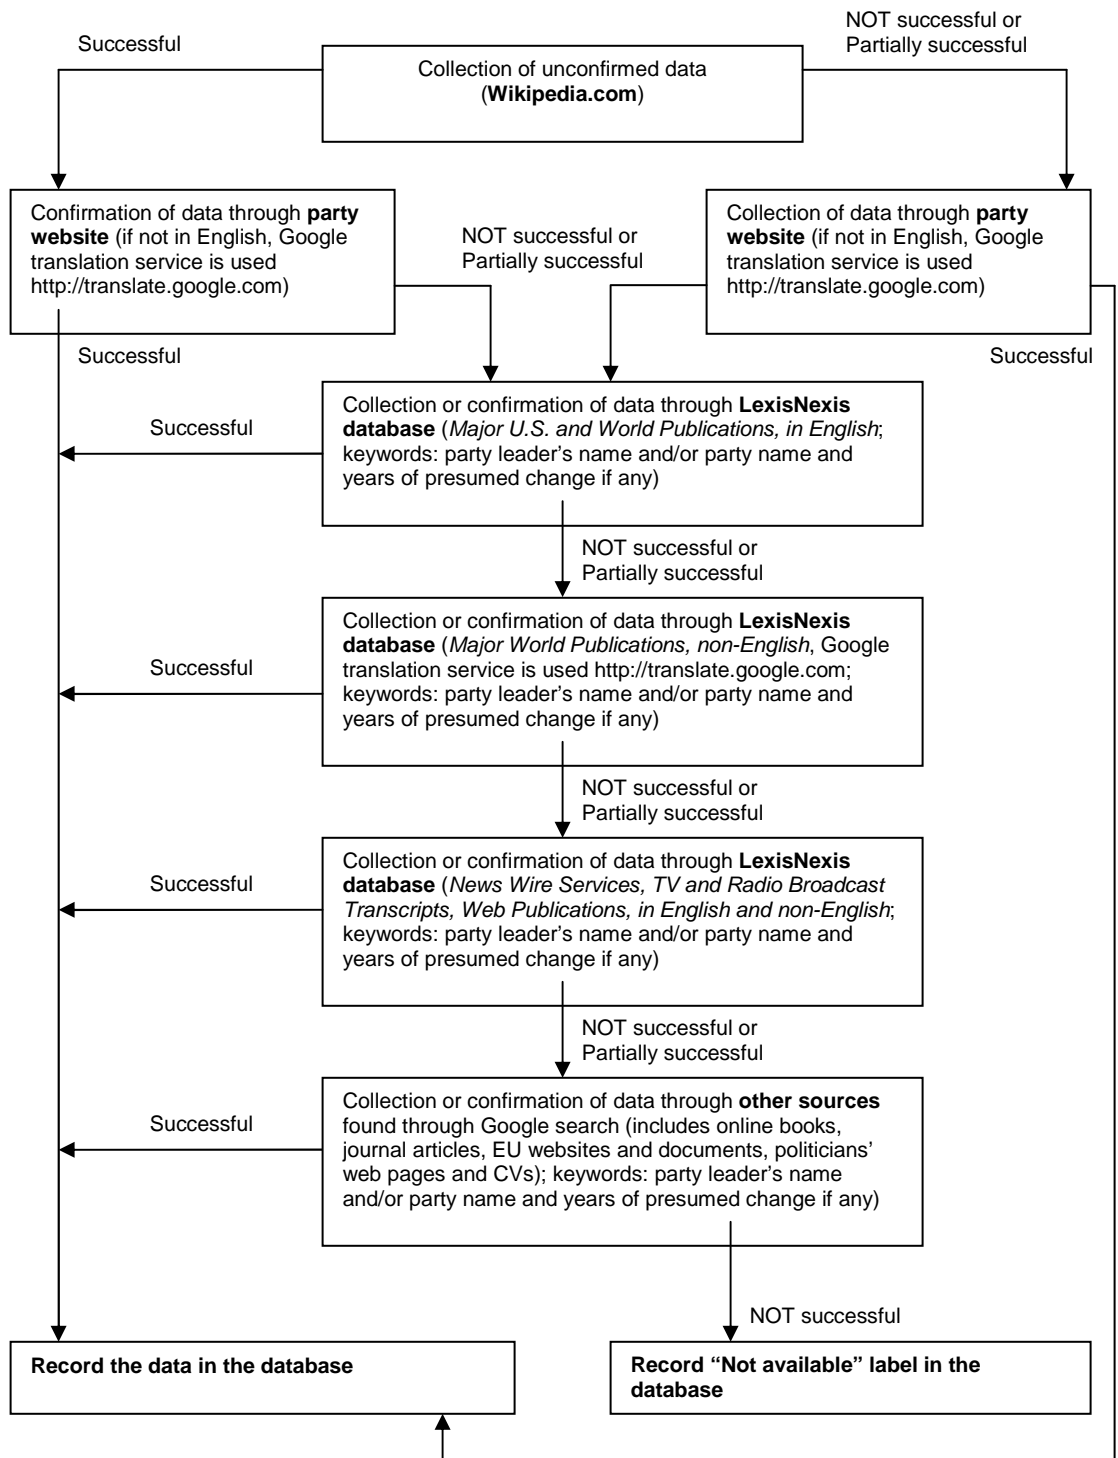 Successful
NOT successful or
Partially successful
Collection of unconfirmed data
(Wikipedia.com)
Confirmation of data through party
website (if not in English, Google
translation service is used
http://translate.google.com)
NOT successful or
Partially successful
Collection of data through party
website (if not in English, Google
translation service is used
http://translate.google.com)
Successful
Successful
Collection or confirmation of data through LexisNexis
database (Major U.S. and World Publications, in English;
keywords: party leader’s name and/or party name and
years of presumed change if any)
Successful
NOT successful or
Partially successful
Collection or confirmation of data through LexisNexis
database (Major World Publications, non-English, Google
translation service is used http://translate.google.com;
keywords: party leader’s name and/or party name and
years of presumed change if any)
Successful
NOT successful or
Partially successful
Collection or confirmation of data through LexisNexis
database (News Wire Services, TV and Radio Broadcast
Transcripts, Web Publications, in English and non-English;
keywords: party leader’s name and/or party name and
years of presumed change if any)
Successful
NOT successful or
Partially successful
Collection or confirmation of data through other sources
found through Google search (includes online books,
journal articles, EU websites and documents, politicians’
web pages and CVs); keywords: party leader’s name
and/or party name and years of presumed change if any)
Successful
NOT successful
Record the data in the database
Record “Not available” label in the
database